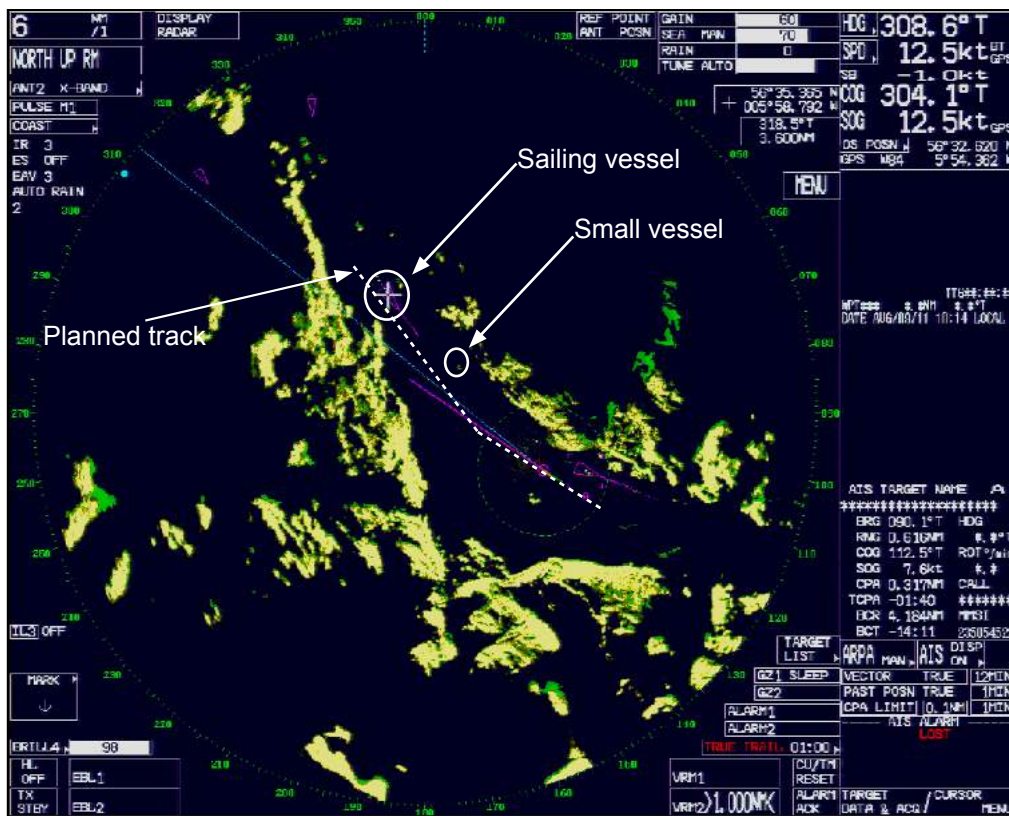 6 NM /1
DISPLAY RADAR
REF POINT ANT POSN
GAIN 60
SEA MAN 70
RAIN 0
TUNE AUTO
HDG 308.6°T
SPD 12.5kt BT GPS
SB -1.0kt
COG 304.1°T
SOG 12.5kt GPS
OS POSN 56°32.620 N
GPS W84 5°54.362 W
NORTH UP RM
ANT2 X-BAND
PULSE M1
COAST
IR 3
ES OFF
EAV 3
AUTO RAIN
2
+ 56°35.365 N
005°58.792 W
318.5°T
3.600NM
MENU
350
000
010
020
030
040
050
060
070
080
090
100
110
120
140
160
170
180
190
200
210
220
230
260
270
280
290
300
310
320
330
Sailing vessel
Small vessel
Planned track
DATE AUG/09/11 18:14 LOCAL
AIS TARGET NAME
********************
BRG 090.1°T HDG
RNG 0.616NM *.*°T
COG 112.5°T ROT°/min
SOG 7.6kt *.*
CPA 0.317NM CALL
TCPA -01:40 *******
BCR 4.184NM MMSI
BCT -14:11 23505452
ARPA MAN AIS DISP ON
VECTOR TRUE 12MIN
PAST POSN TRUE 1MIN
CPA LIMIT 0.1NM 1MIN
AIS ALARM
LOST
IL3 OFF
MARK
BRILL4 98
HL OFF
TX STBY
EBL1
EBL2
TARGET LIST
GZ1 SLEEP
GZ2
ALARM1
ALARM2
TRUE TRAIL 01:00
VRM1
VRM2>1.000NM
CU/TM RESET
ALARM ACK
TARGET DATA & ACQ / CURSOR MENU